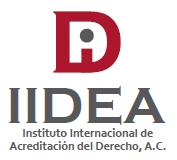 IIDEA
Instituto Internacional de
Acreditación del Derecho, A.C.